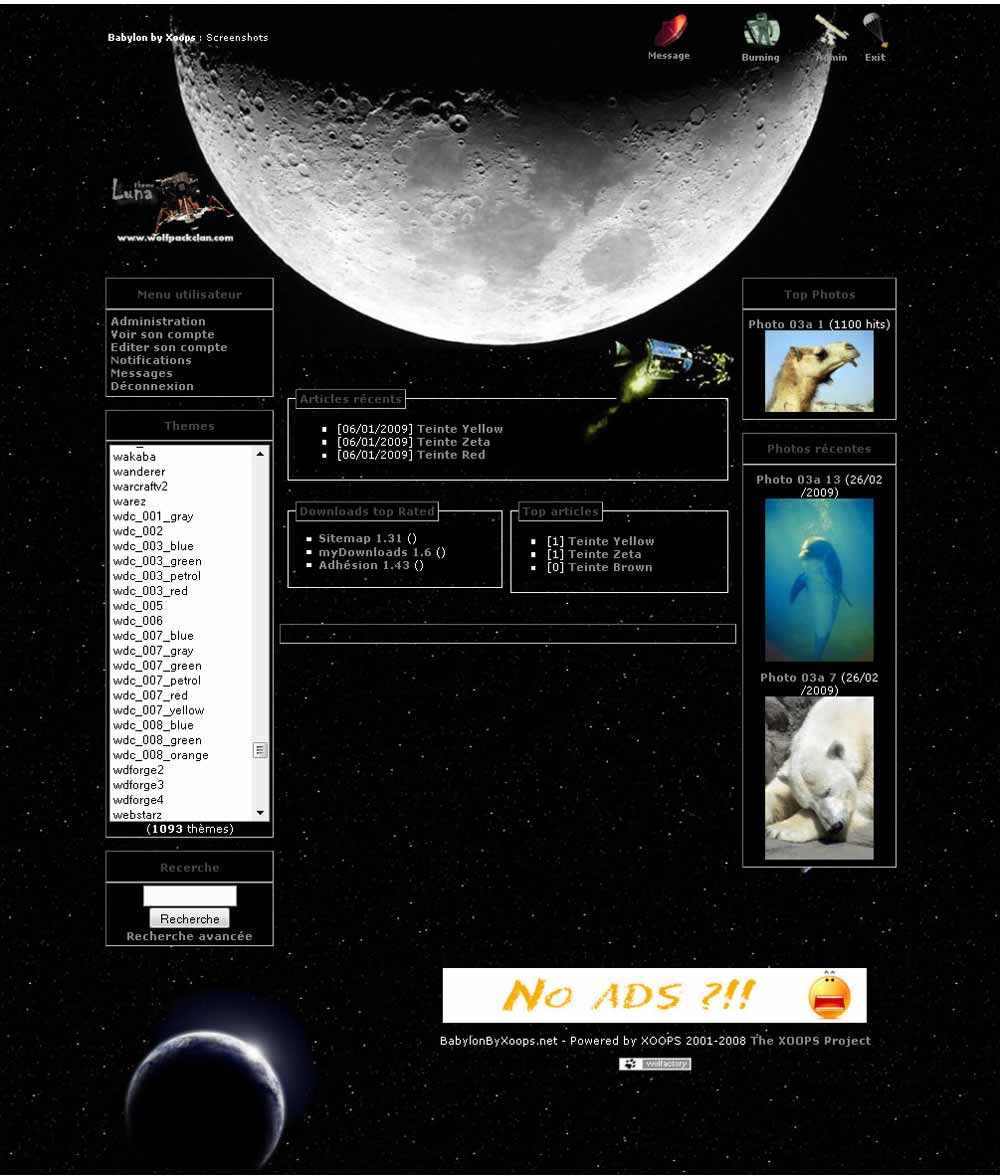 Babylon by Xoops : Screenshots
Message
Burning
Admin
Exit
Luna
theme
www.wolfpackclan.com
Menu utilisateur
Administration
Voir son compte
Editer son compte
Notifications
Messages
Déconnexion
Themes
wakaba
wanderer
warcraftv2
warez
wdc_001_gray
wdc_002
wdc_003_blue
wdc_003_green
wdc_003_petrol
wdc_003_red
wdc_005
wdc_006
wdc_007_blue
wdc_007_gray
wdc_007_green
wdc_007_petrol
wdc_007_red
wdc_007_yellow
wdc_008_blue
wdc_008_green
wdc_008_orange
wdforge2
wdforge3
wdforge4
webstarz
(1093 thèmes)
Recerche
Recherche
Recherche avancée
Articles récents
[06/01/2009] Teinte Yellow
[06/01/2009] Teinte Zeta
[06/01/2009] Teinte Red
Downloads top Rated
Sitemap 1.31 ()
myDownloads 1.6 ()
Adhésion 1.43 ()
Top articles
[1] Teinte Yellow
[1] Teinte Zeta
[0] Teinte Brown
Top Photos
Photo 03a 1 (1100 hits)
Photos récentes
Photo 03a 13 (26/02
/2009)
Photo 03a 7 (26/02
/2009)
No ADS ?!!
BabylonByXoops.net - Powered by XOOPS 2001-2008 The XOOPS Project
wolfactory